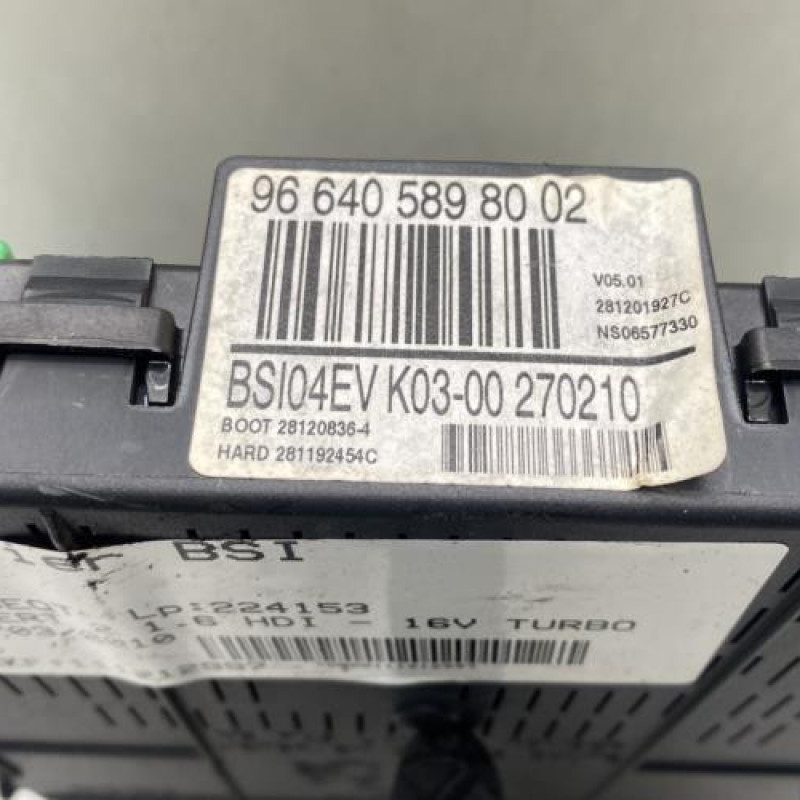 96 640 589 80 02
V05.01
281201927C
NS06577330
BSI04EV K03-00 270210
BOOT 28120836-4
HARD 281192454C
BSI
LP:224153
1.6 HDI - 16V TURBO